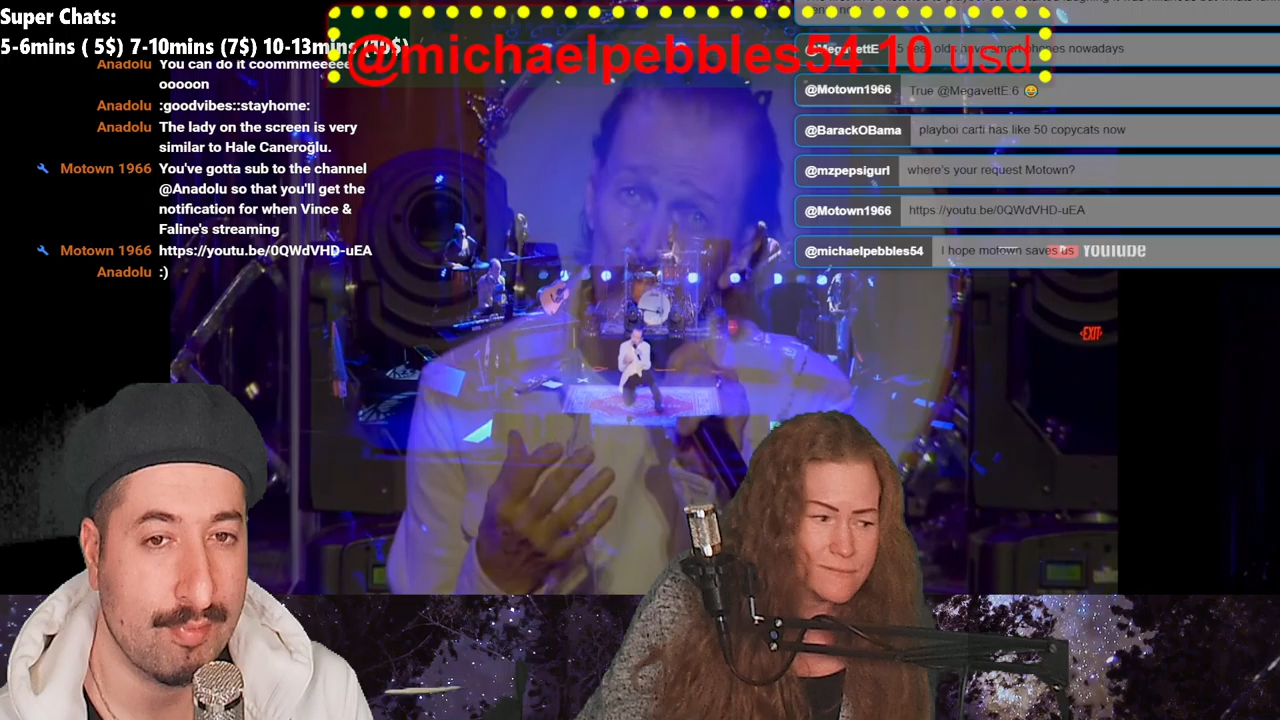 Super Chats:
5-6mins ( 5$) 7-10mins (7$) 10-13mins
@michaelpebbles54 10 usd
Anadolu You can do it coommmeeeee
ooooon
Anadolu :goodvibes::stayhome:
Anadolu The lady on the screen is very
similar to Hale Caneroğlu.
Motown 1966 You've gotta sub to the channel
@Anadolu so that you'll get the
notification for when Vince &
Faline's streaming
Motown 1966 https://youtu.be/0QWdVHD-uEA
Anadolu :)
@MegavettE 5 year olds have smart phones nowadays
@Motown1966 True @MegavettE:6 😂
@BarackOBama playboi carti has like 50 copycats now
@mzpepsigurl where's your request Motown?
@Motown1966 https://youtu.be/0QWdVHD-uEA
@michaelpebbles54 I hope motown saves us
YouTube
EXIT